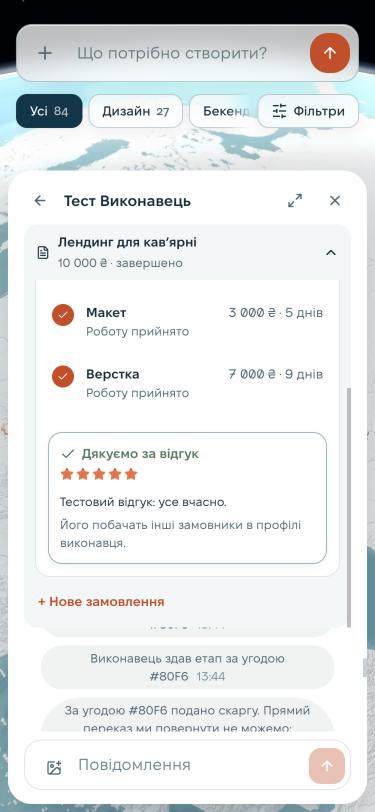 Що потрібно створити?
Усі 84
Дизайн 27
Бекенд
Фільтри
Тест Виконавець
Лендинг для кав’ярні
10 000 ₴ · завершено
Макет
3 000 ₴ · 5 днів
Роботу прийнято
Верстка
7 000 ₴ · 9 днів
Роботу прийнято
Дякуємо за відгук
Тестовий відгук: усе вчасно.
Його побачать інші замовники в профілі
виконавця.
+ Нове замовлення
Виконавець здав етап за угодою
#80F6 13:44
За угодою #80F6 подано скаргу. Прямий
переказ ми повернути не можемо:
Повідомлення